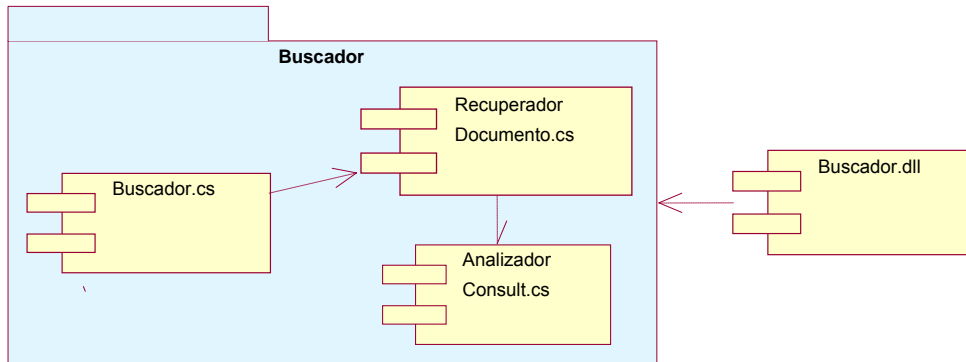 Buscador
Recuperador
Documento.cs
Buscador.cs
Buscador.dll
Analizador
Consult.cs